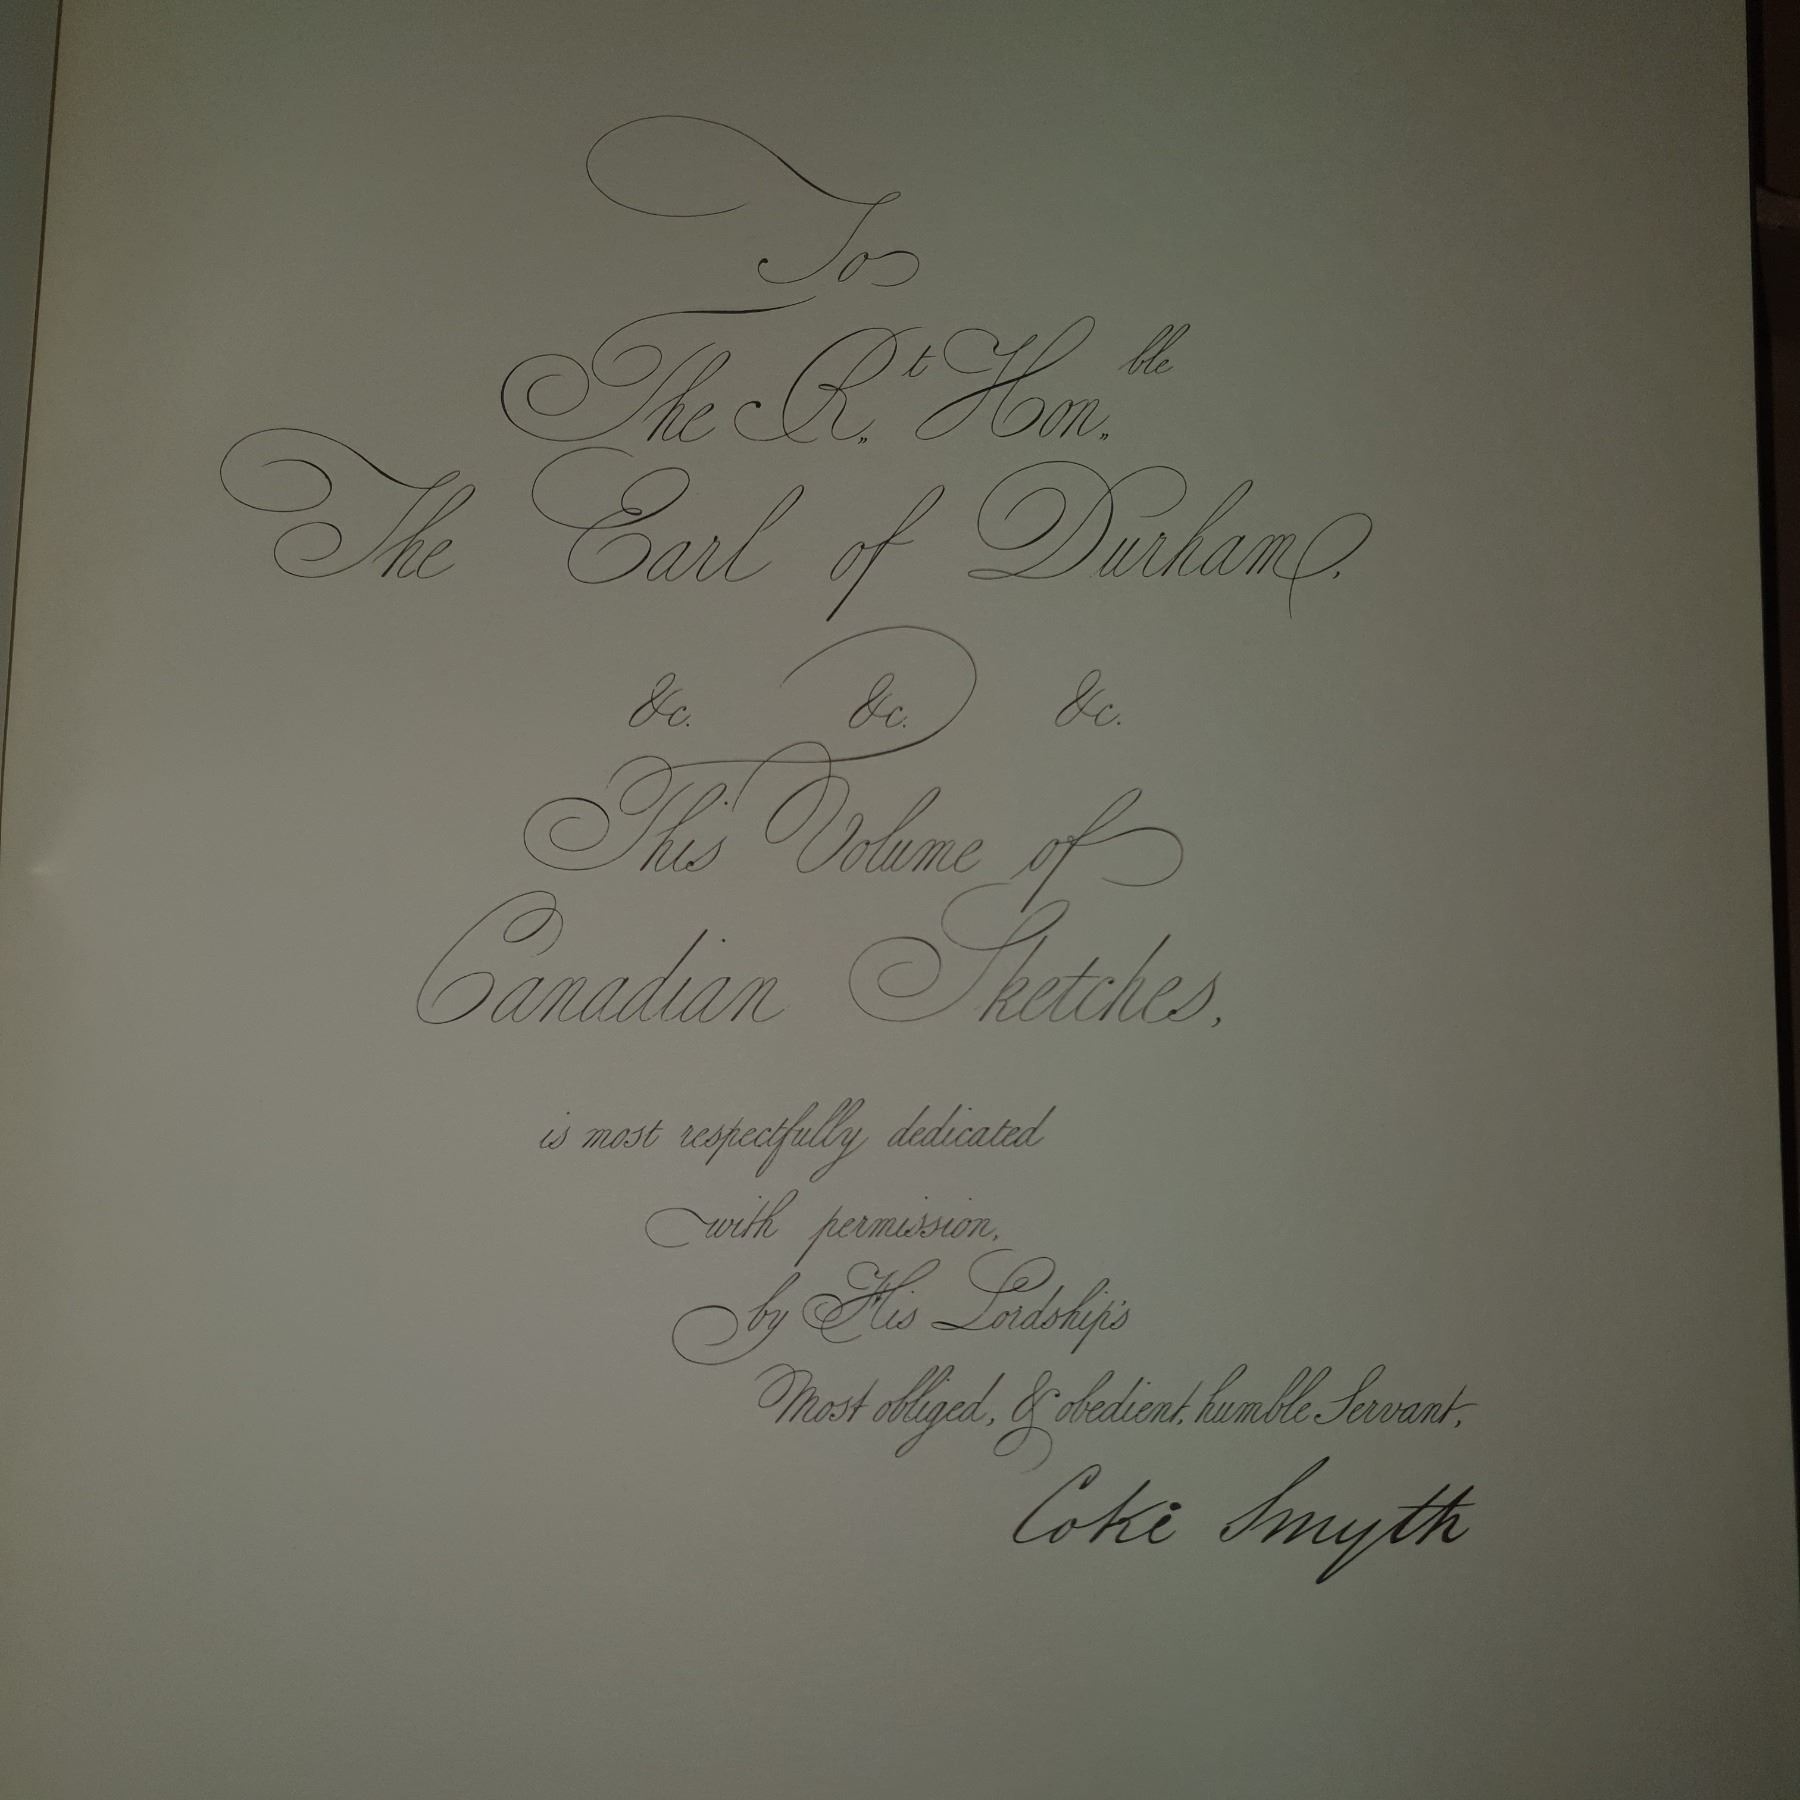 To
The Rt. Honble.
The Earl of Durham.
&c. &c. &c.
This Volume of
Canadian Sketches,
is most respectfully dedicated
with permission,
by His Lordship's
Most obliged, & obedient, humble Servant,
Coke Smyth